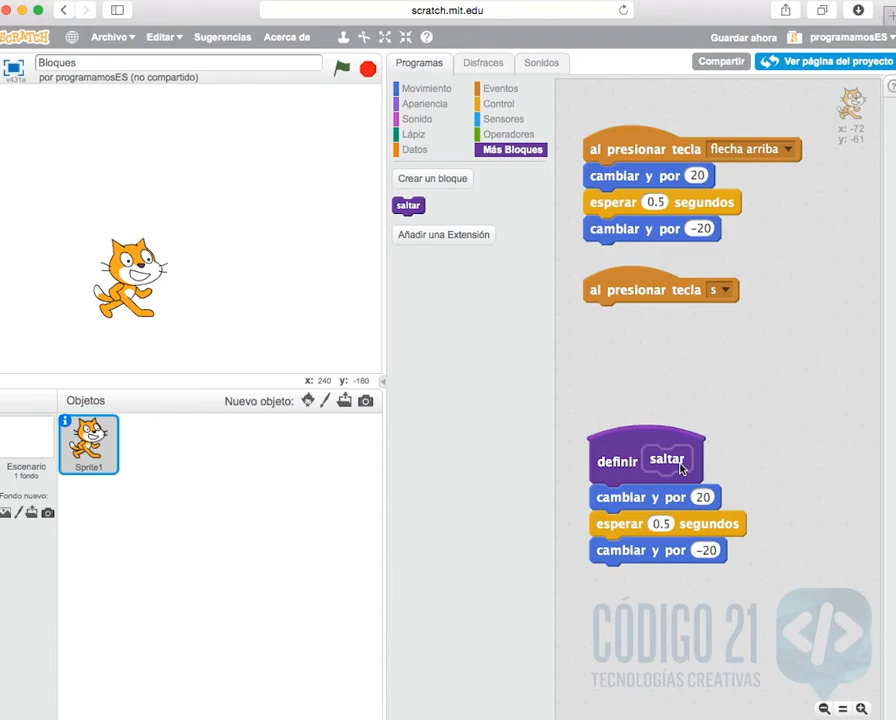 scratch.mit.edu
SCRATCH
Archivo Editar Sugerencias Acerca de Guardar ahora programamosES
v431a
Bloques
por programamosES (no compartido)
Programas Disfraces Sonidos
Compartir Ver página del proyecto
Movimiento
Apariencia
Sonido
Lápiz
Datos
Eventos
Control
Sensores
Operadores
Más Bloques
Crear un bloque
saltar
Añadir una Extensión
x: -72
y: -61
al presionar tecla flecha arriba
cambiar y por 20
esperar 0.5 segundos
cambiar y por -20
al presionar tecla s
definir saltar
cambiar y por 20
esperar 0.5 segundos
cambiar y por -20
x: 240 y: -180
Objetos Nuevo objeto:
Sprite1
Escenario
1 fondo
Fondo nuevo:
CÓDIGO 21
TECNOLOGÍAS CREATIVAS